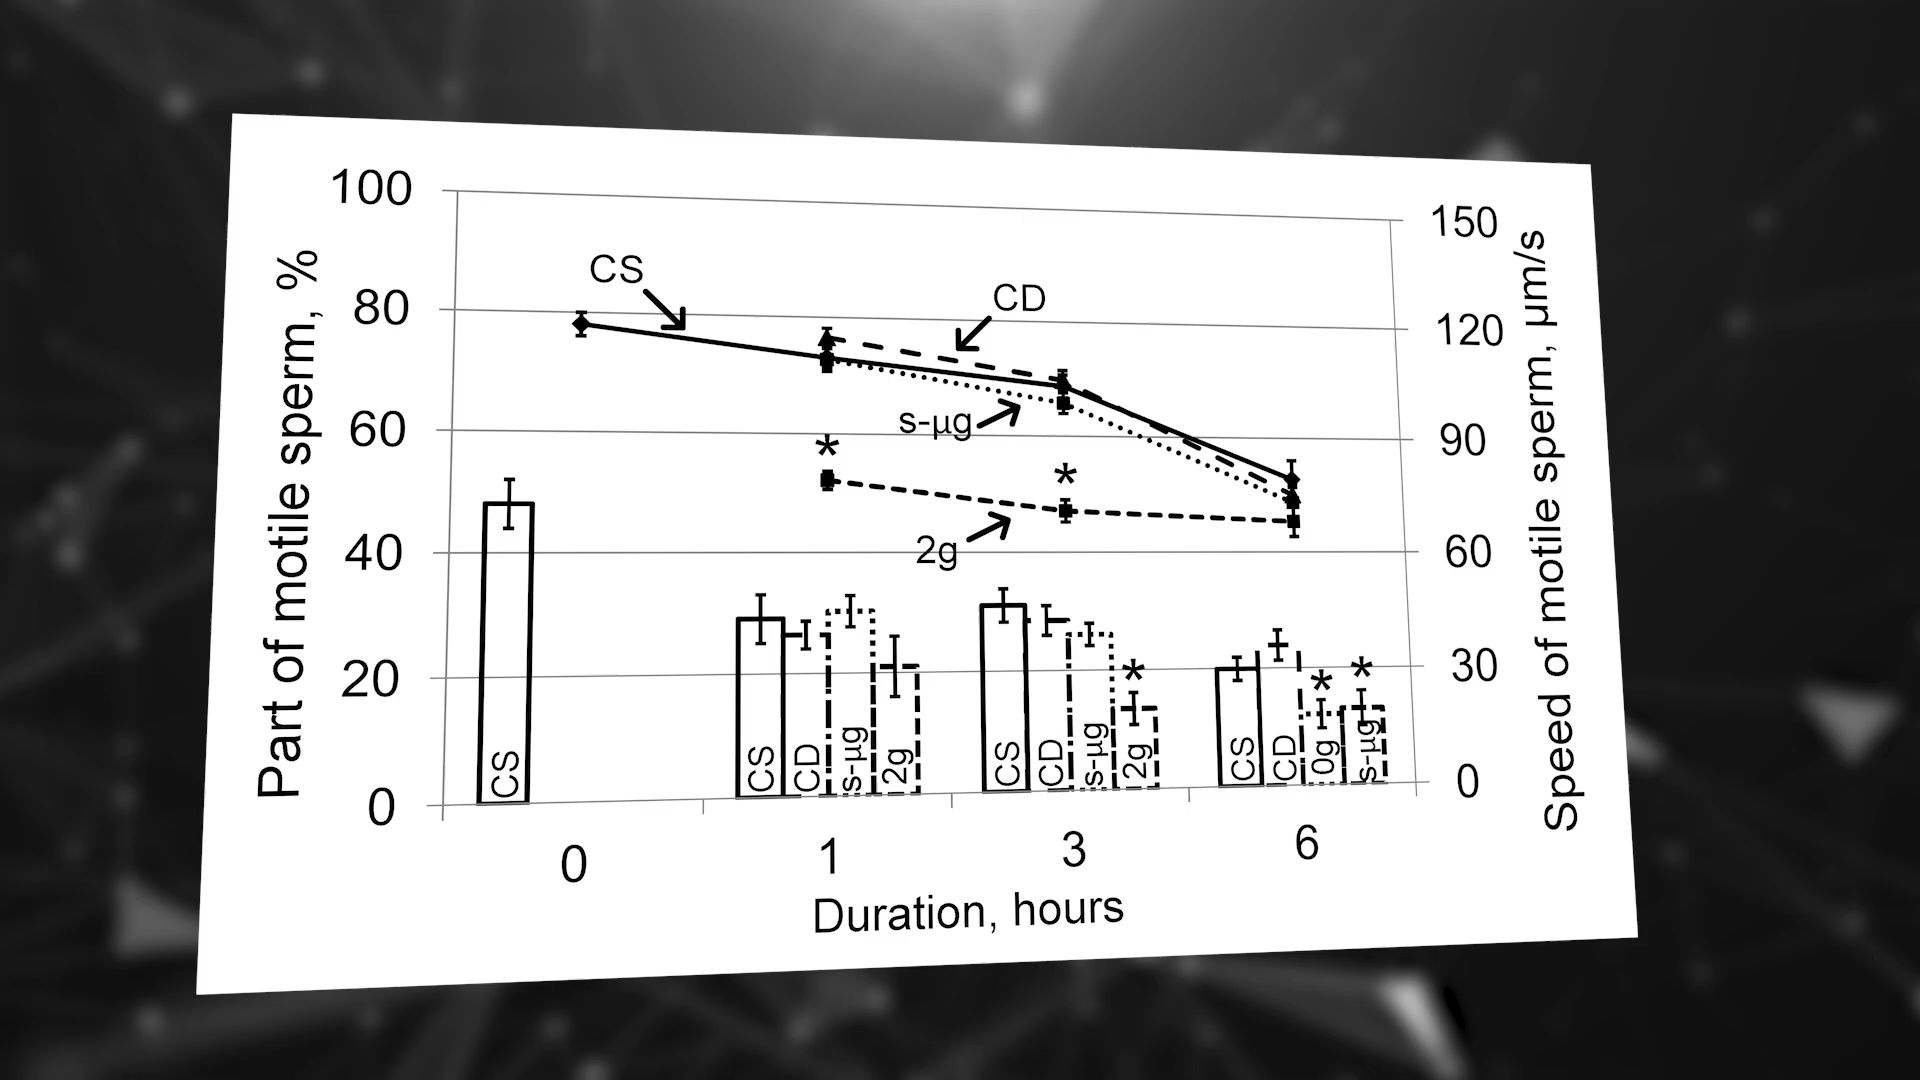 Part of motile sperm, %
100
80
60
40
20
0
CS
CD
s-µg
2g
*
*
CS
CS
CD
s-µg
2g
CS
CD
s-µg
2g
*
CS
CD
0g
s-µg
*
*
150
120
90
60
30
0
Speed of motile sperm, µm/s
0
1
3
6
Duration, hours